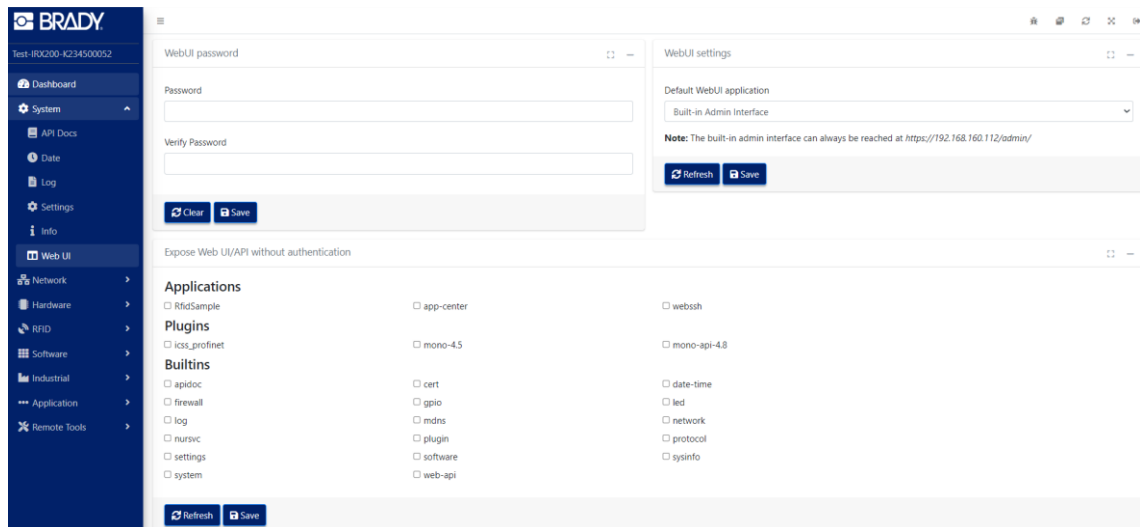 BRADY.
Test-IRX200-K234500052
Dashboard
System
API Docs
Date
Log
Settings
Info
Web UI
Network
Hardware
RFID
Software
Industrial
Application
Remote Tools
WebUI password
Password
Verify Password
Clear Save
WebUI settings
Default WebUI application
Built-in Admin Interface
Note: The built-in admin interface can always be reached at https://192.168.160.112/admin/
Refresh Save
Expose Web UI/API without authentication
Applications
RfidSample app-center webssh
Plugins
icss_profinet mono-4.5 mono-api-4.8
Builtins
apidoc cert date-time
firewall gpio led
log mdns network
nursvc plugin protocol
settings software sysinfo
system web-api
Refresh Save